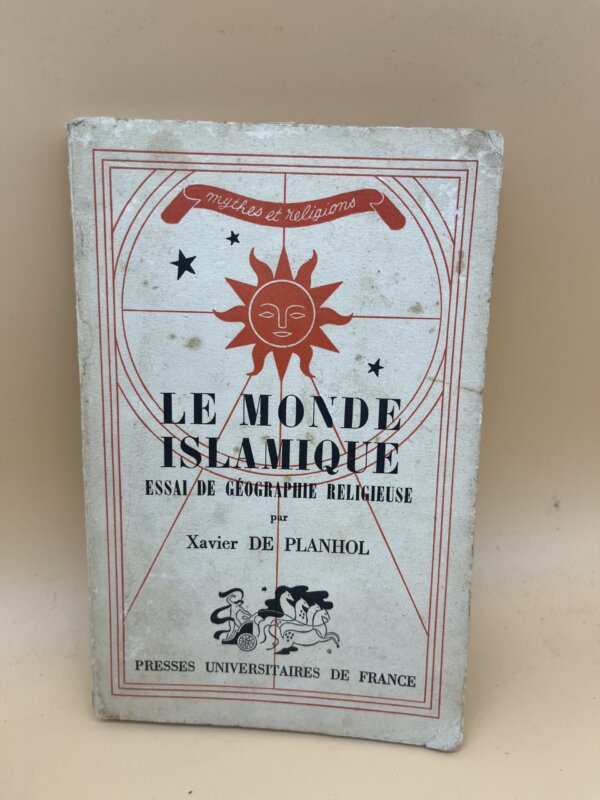 mythes et religions
LE MONDE
ISLAMIQUE
ESSAI DE GÉOGRAPHIE RELIGIEUSE
par
Xavier DE PLANHOL
PRESSES UNIVERSITAIRES DE FRANCE